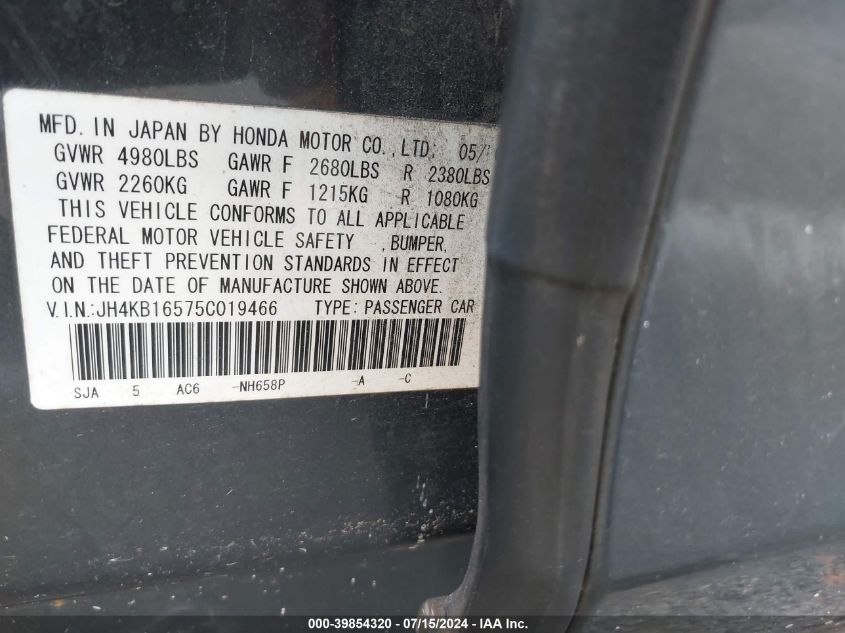 MFD. IN JAPAN BY HONDA MOTOR CO.,LTD. 05/
GVWR 4980LBS GAWR F 2680LBS R 2380LBS
GVWR 2260KG GAWR F 1215KG R 1080KG
THIS VEHICLE CONFORMS TO ALL APPLICABLE
FEDERAL MOTOR VEHICLE SAFETY ,BUMPER,
AND THEFT PREVENTION STANDARDS IN EFFECT
ON THE DATE OF MANUFACTURE SHOWN ABOVE.
V.I.N.:JH4KB16575C019466 TYPE: PASSENGER CAR
SJA 5 AC6 -NH658P -A -C
000-39854320 - 07/15/2024 - IAA Inc.